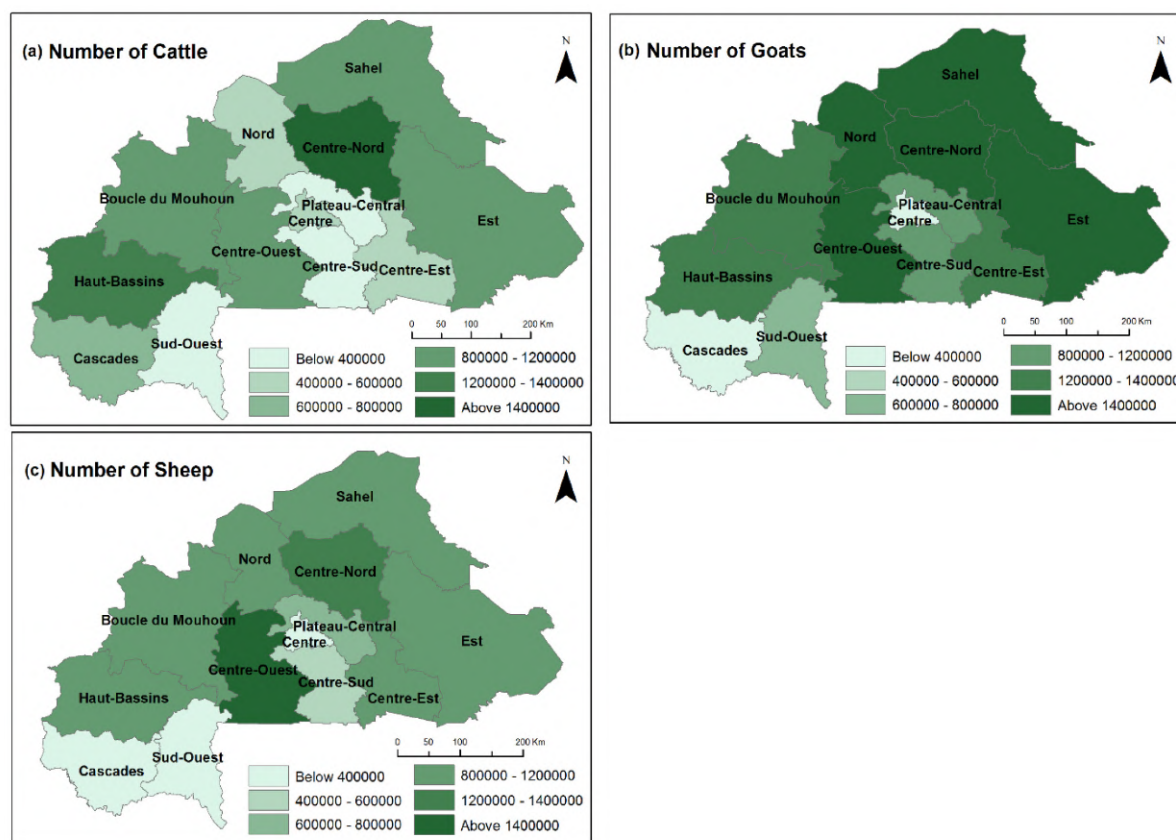 (a) Number of Cattle
N
Sahel
Nord
Centre-Nord
Boucle du Mouhoun
Plateau-Central
Centre
Est
Centre-Ouest
Centre-Sud
Centre-Est
Haut-Bassins
Sud-Ouest
Cascades
0 50 100 200 Km
Below 400000
400000 - 600000
600000 - 800000
800000 - 1200000
1200000 - 1400000
Above 1400000
(b) Number of Goats
N
Sahel
Nord
Centre-Nord
Boucle du Mouhoun
Plateau-Central
Centre
Est
Centre-Ouest
Centre-Sud
Centre-Est
Haut-Bassins
Sud-Ouest
Cascades
0 50 100 200 Km
Below 400000
400000 - 600000
600000 - 800000
800000 - 1200000
1200000 - 1400000
Above 1400000
(c) Number of Sheep
N
Sahel
Nord
Centre-Nord
Boucle du Mouhoun
Plateau-Central
Centre
Est
Centre-Ouest
Centre-Sud
Centre-Est
Haut-Bassins
Sud-Ouest
Cascades
0 50 100 200 Km
Below 400000
400000 - 600000
600000 - 800000
800000 - 1200000
1200000 - 1400000
Above 1400000